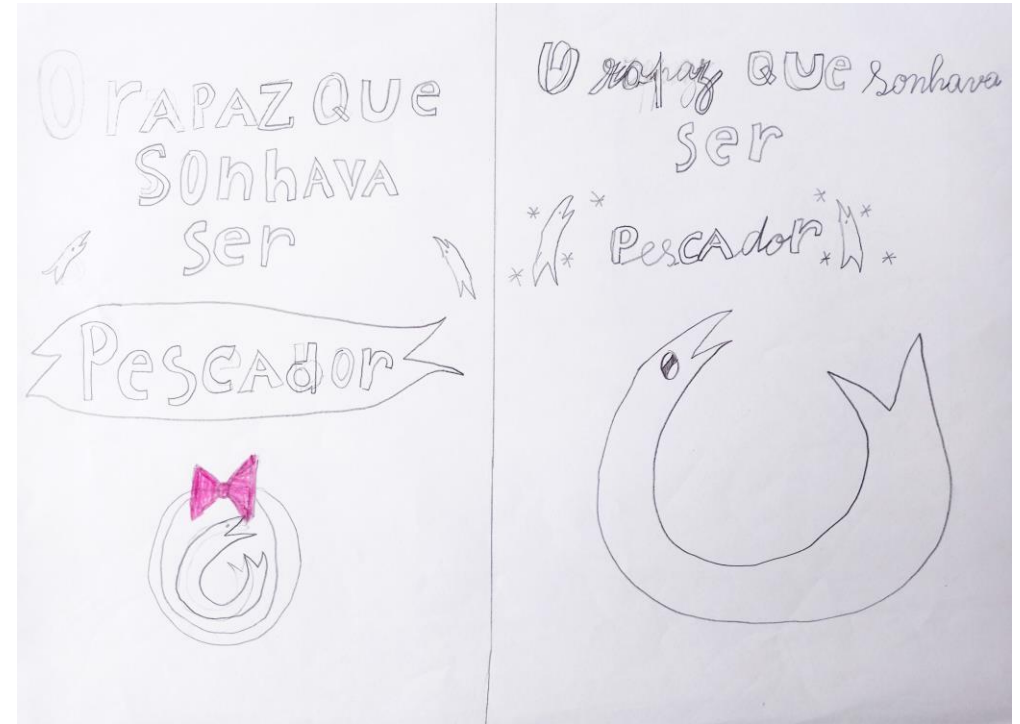 O rAPAZ QUe
SOnhAVA
ser
PescAdor
O rapaz QUe sonhava
ser
PescAdor